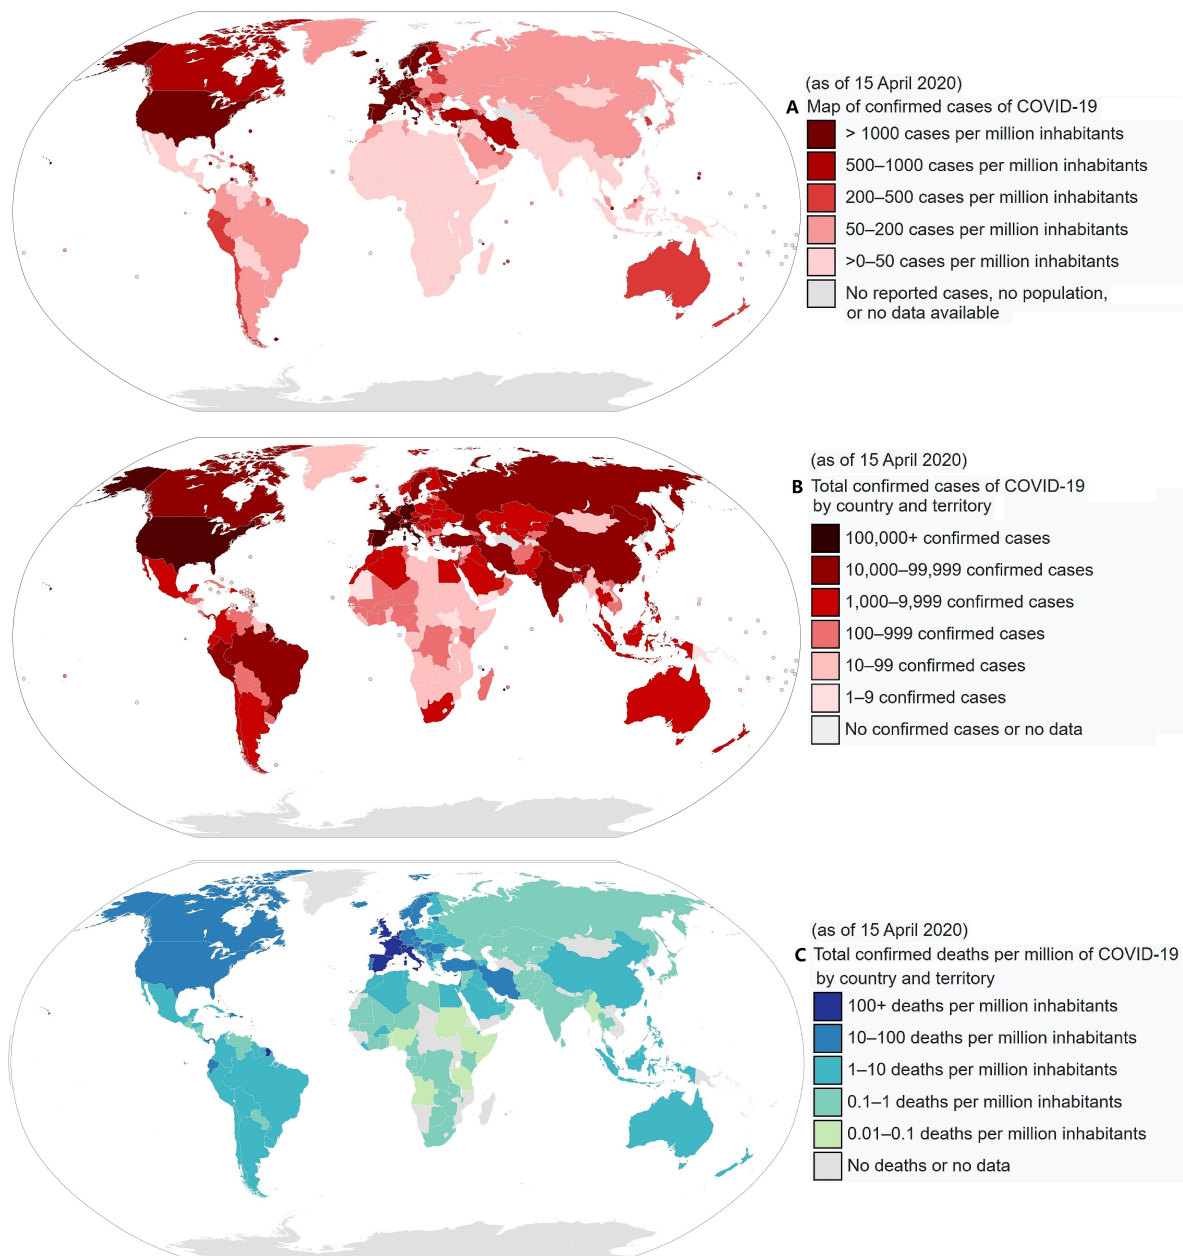 (as of 15 April 2020)
A Map of confirmed cases of COVID-19
> 1000 cases per million inhabitants
500–1000 cases per million inhabitants
200–500 cases per million inhabitants
50–200 cases per million inhabitants
>0–50 cases per million inhabitants
No reported cases, no population,
or no data available
(as of 15 April 2020)
B Total confirmed cases of COVID-19
by country and territory
100,000+ confirmed cases
10,000–99,999 confirmed cases
1,000–9,999 confirmed cases
100–999 confirmed cases
10–99 confirmed cases
1–9 confirmed cases
No confirmed cases or no data
(as of 15 April 2020)
C Total confirmed deaths per million of COVID-19
by country and territory
100+ deaths per million inhabitants
10–100 deaths per million inhabitants
1–10 deaths per million inhabitants
0.1–1 deaths per million inhabitants
0.01–0.1 deaths per million inhabitants
No deaths or no data